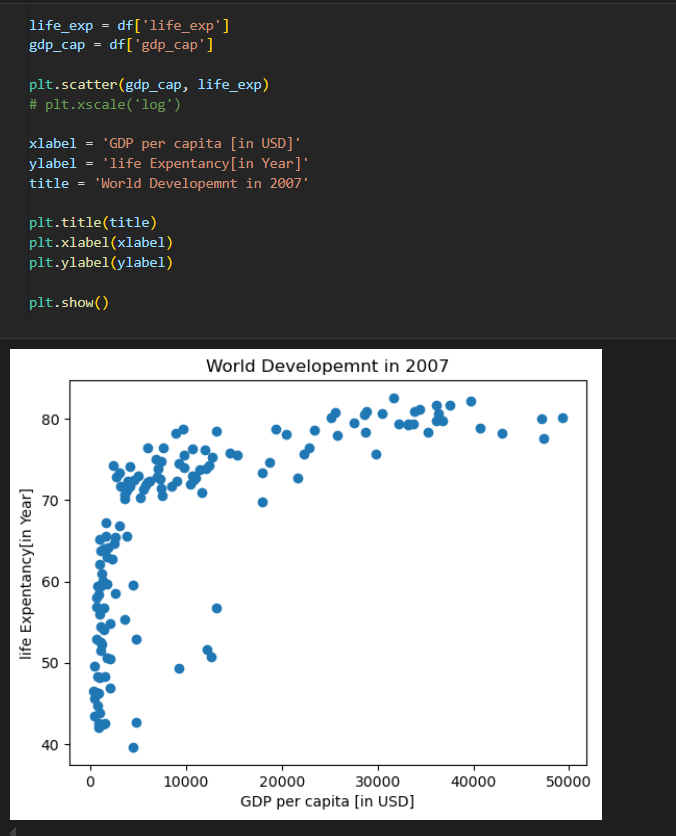 life_exp = df['life_exp']
gdp_cap = df['gdp_cap']
plt.scatter(gdp_cap, life_exp)
# plt.xscale('log')
xlabel = 'GDP per capita [in USD]'
ylabel = 'life Expentancy[in Year]'
title = 'World Developemnt in 2007'
plt.title(title)
plt.xlabel(xlabel)
plt.ylabel(ylabel)
plt.show()
World Developemnt in 2007
life Expentancy[in Year]
80
70
60
50
40
0 10000 20000 30000 40000 50000
GDP per capita [in USD]